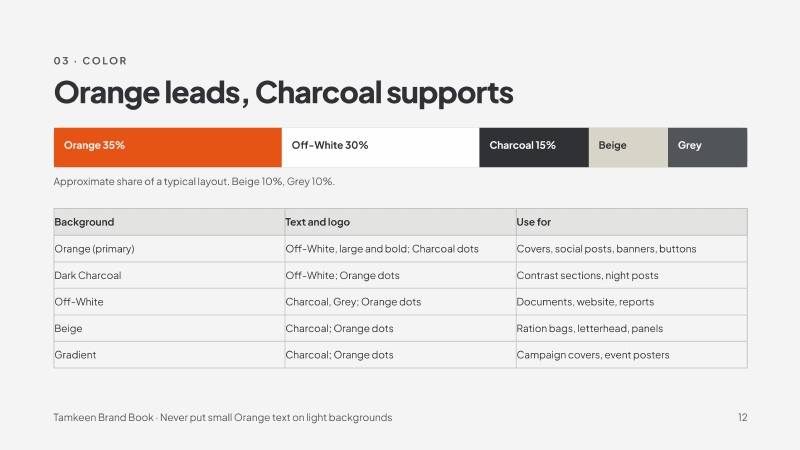 03 · COLOR
Orange leads, Charcoal supports
Orange 35% Off-White 30% Charcoal 15% Beige Grey
Approximate share of a typical layout. Beige 10%, Grey 10%.
Background Text and logo Use for
Orange (primary) Off-White, large and bold; Charcoal dots Covers, social posts, banners, buttons
Dark Charcoal Off-White; Orange dots Contrast sections, night posts
Off-White Charcoal, Grey; Orange dots Documents, website, reports
Beige Charcoal; Orange dots Ration bags, letterhead, panels
Gradient Charcoal; Orange dots Campaign covers, event posters
Tamkeen Brand Book · Never put small Orange text on light backgrounds 12